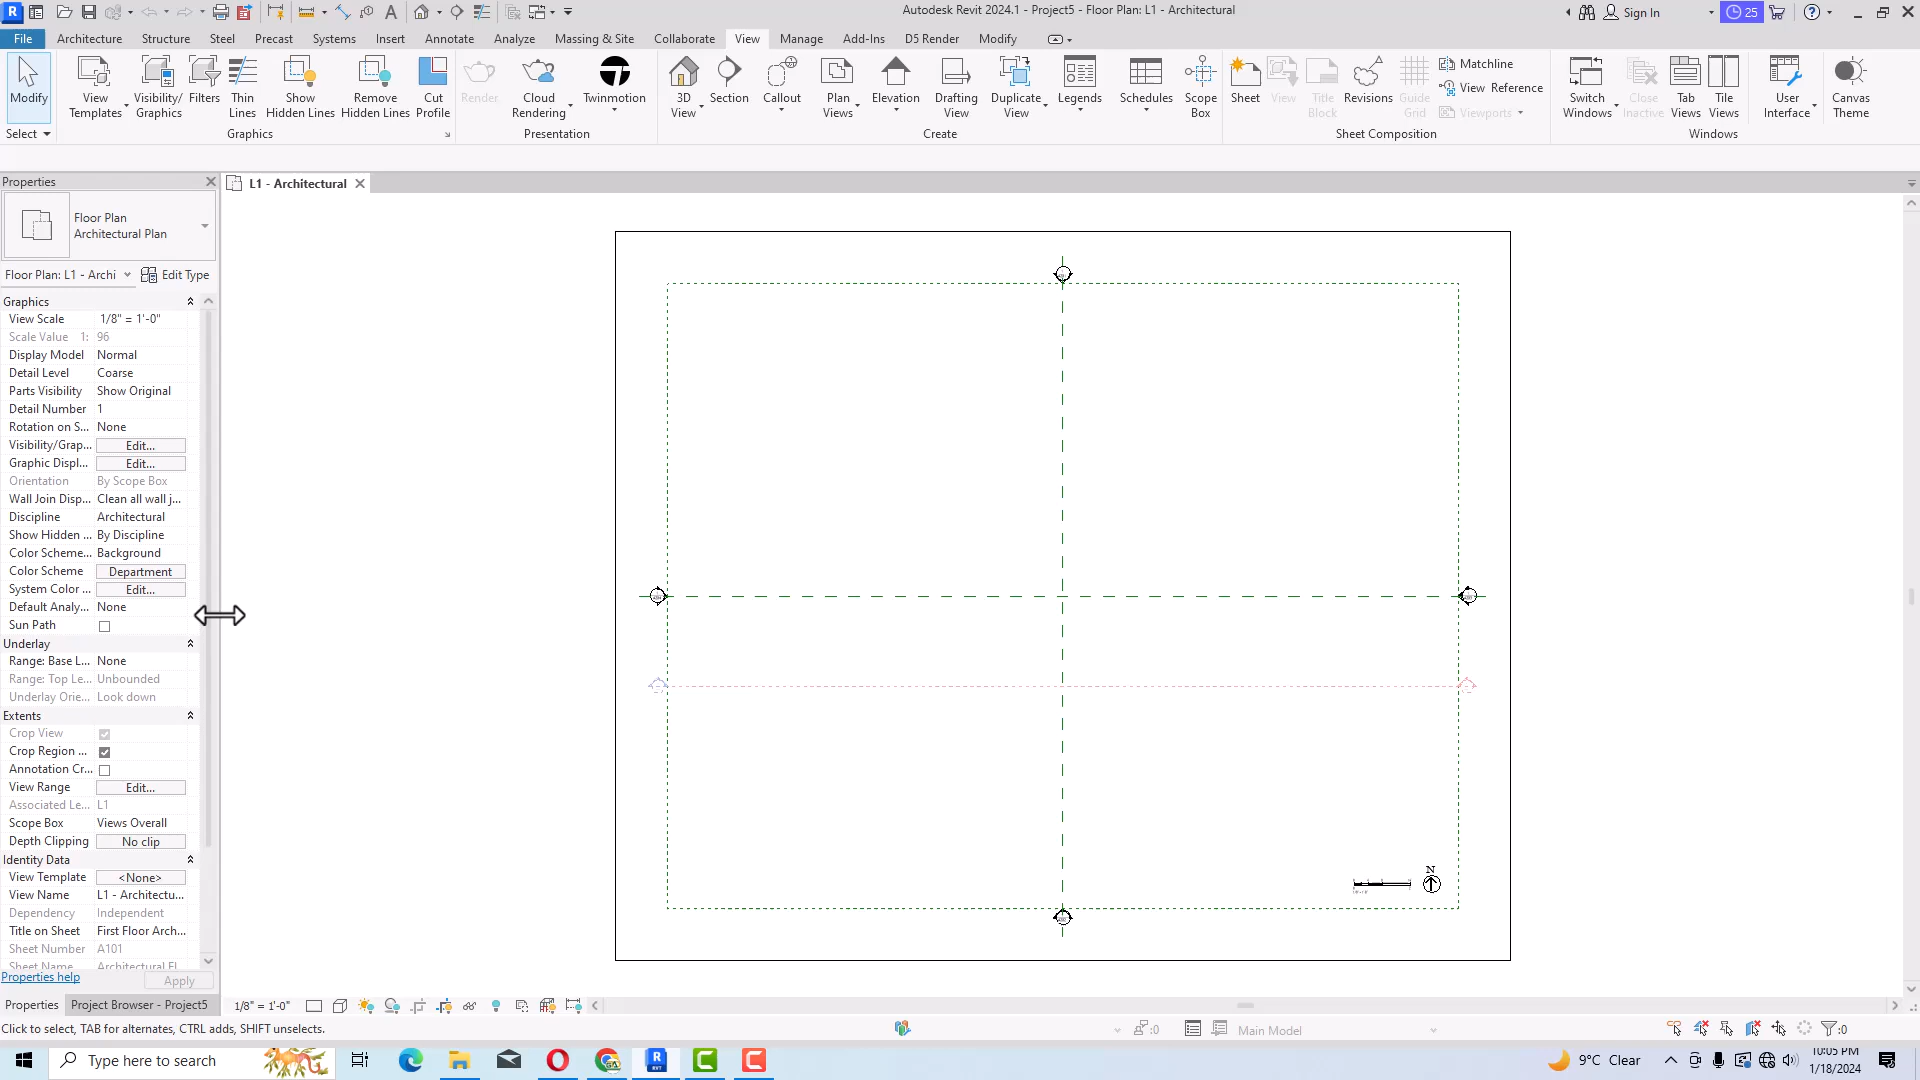 Autodesk Revit 2024.1 - Project5 - Floor Plan: L1 - Architectural
Sign In
25
File
Architecture
Structure
Steel
Precast
Systems
Insert
Annotate
Analyze
Massing & Site
Collaborate
View
Manage
Add-Ins
D5 Render
Modify
Modify
View Templates
Visibility/ Graphics
Filters
Thin Lines
Show Hidden Lines
Remove Hidden Lines
Cut Profile
Render
Cloud Rendering
Twinmotion
3D View
Section
Callout
Plan Views
Elevation
Drafting View
Duplicate View
Legends
Schedules
Scope Box
Sheet
View
Title Block
Revisions
Guide Grid
Matchline
View Reference
Viewports
Switch Windows
Close Inactive
Tab Views
Tile Views
User Interface
Canvas Theme
Select
Graphics
Presentation
Create
Sheet Composition
Windows
Properties
L1 - Architectural
Floor Plan
Architectural Plan
Floor Plan: L1 - Archi
Edit Type
Graphics
View Scale 1/8" = 1'-0"
Scale Value 1: 96
Display Model Normal
Detail Level Coarse
Parts Visibility Show Original
Detail Number 1
Rotation on S... None
Visibility/Grap... Edit...
Graphic Displ... Edit...
Orientation By Scope Box
Wall Join Disp... Clean all wall j...
Discipline Architectural
Show Hidden ... By Discipline
Color Scheme... Background
Color Scheme Department
System Color ... Edit...
Default Analy... None
Sun Path
Underlay
Range: Base L... None
Range: Top Le... Unbounded
Underlay Orie... Look down
Extents
Crop View
Crop Region ...
Annotation Cr...
View Range Edit...
Associated Le... L1
Scope Box Views Overall
Depth Clipping No clip
Identity Data
View Template <None>
View Name L1 - Architectu...
Dependency Independent
Title on Sheet First Floor Arch...
Sheet Number A101
Sheet Name Architectural Fl...
Properties help
Apply
N
Properties
Project Browser - Project5
1/8" = 1'-0"
Click to select, TAB for alternates, CTRL adds, SHIFT unselects.
:0
Main Model
:0
Type here to search
9°C Clear
10:05 PM
1/18/2024